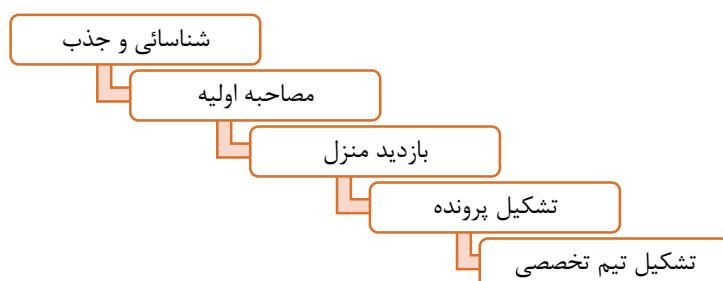 شناسائی و جذب
مصاحبه اولیه
بازدید منزل
تشکیل پرونده
تشکیل تیم تخصصی